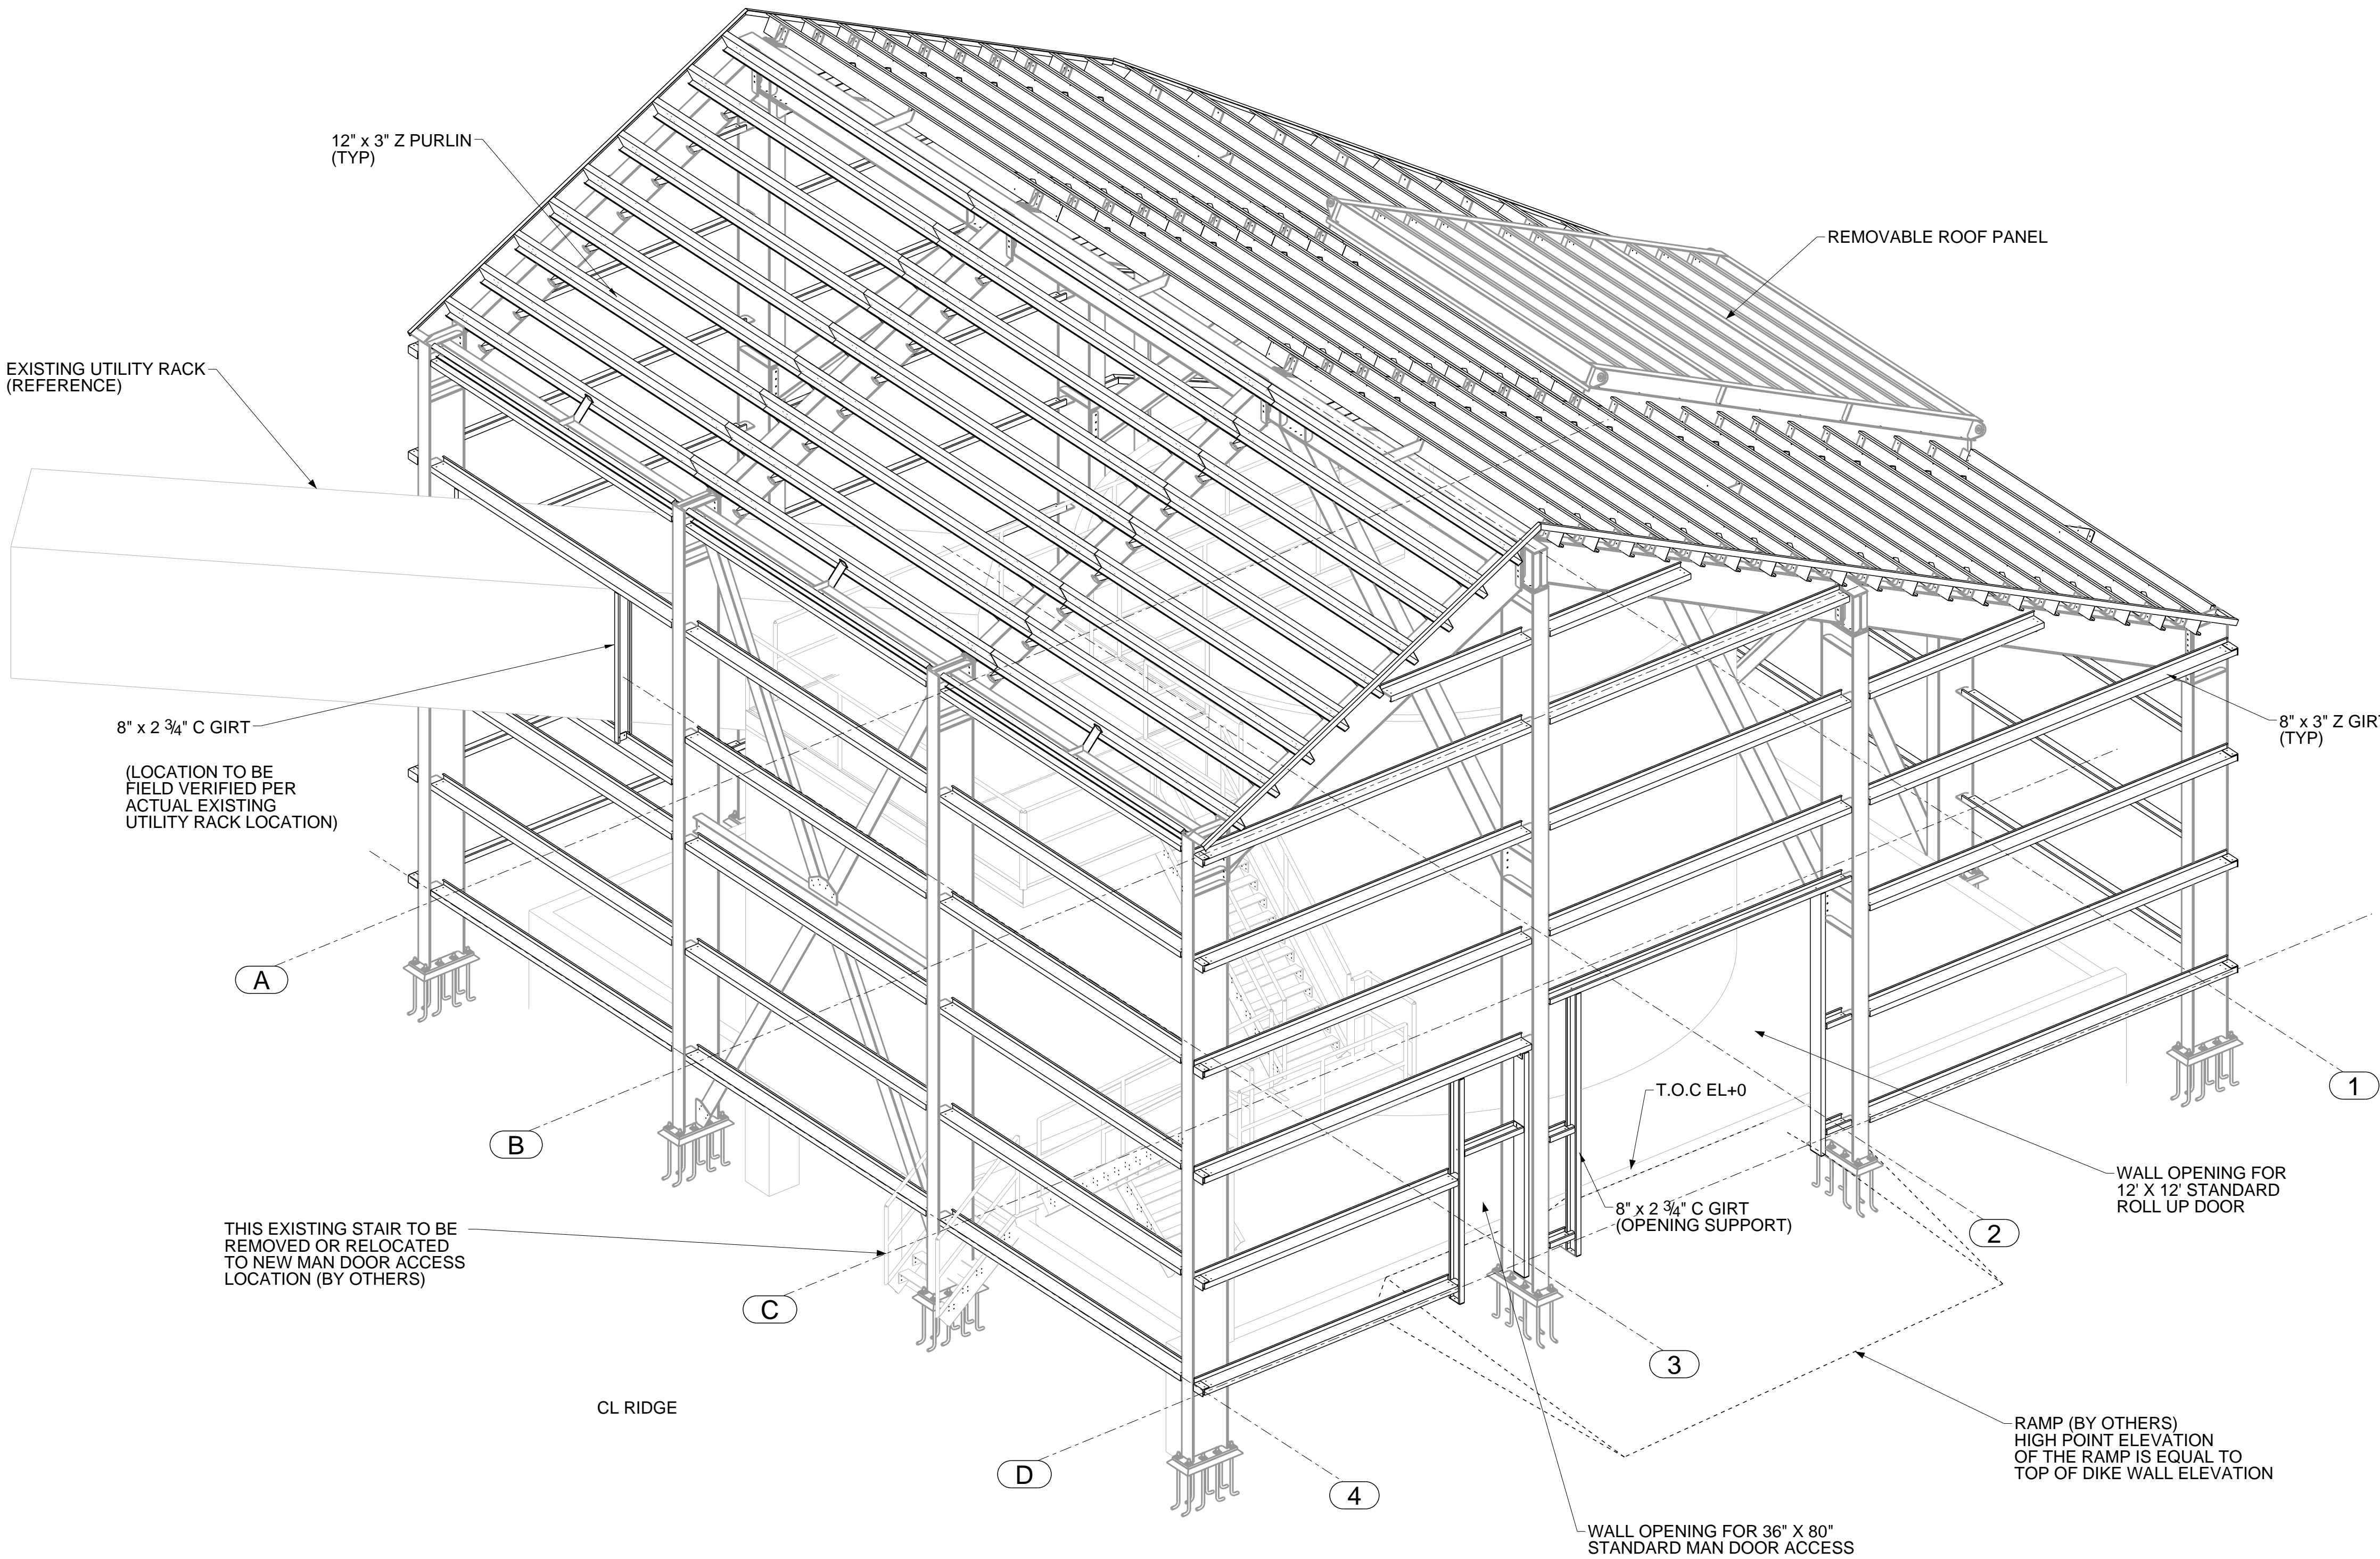 12" x 3" Z PURLIN
(TYP)
REMOVABLE ROOF PANEL
EXISTING UTILITY RACK
(REFERENCE)
8" x 2 3/4" C GIRT
(LOCATION TO BE
FIELD VERIFIED PER
ACTUAL EXISTING
UTILITY RACK LOCATION)
8" x 3" Z GIRT
(TYP)
A
B
C
D
1
2
3
4
T.O.C EL+0
8" x 2 3/4" C GIRT
(OPENING SUPPORT)
WALL OPENING FOR
12' X 12' STANDARD
ROLL UP DOOR
THIS EXISTING STAIR TO BE
REMOVED OR RELOCATED
TO NEW MAN DOOR ACCESS
LOCATION (BY OTHERS)
CL RIDGE
RAMP (BY OTHERS)
HIGH POINT ELEVATION
OF THE RAMP IS EQUAL TO
TOP OF DIKE WALL ELEVATION
WALL OPENING FOR 36" X 80"
STANDARD MAN DOOR ACCESS